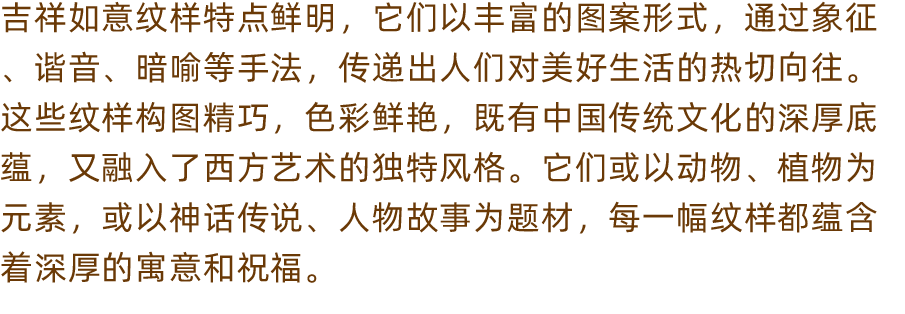 吉祥如意纹样特点鲜明，它们以丰富的图案形式，通过象征
、谐音、暗喻等手法，传递出人们对美好生活的热切向往。
这些纹样构图精巧，色彩鲜艳，既有中国传统文化的深厚底
蕴，又融入了西方艺术的独特风格。它们或以动物、植物为
元素，或以神话传说、人物故事为题材，每一幅纹样都蕴含
着深厚的寓意和祝福。